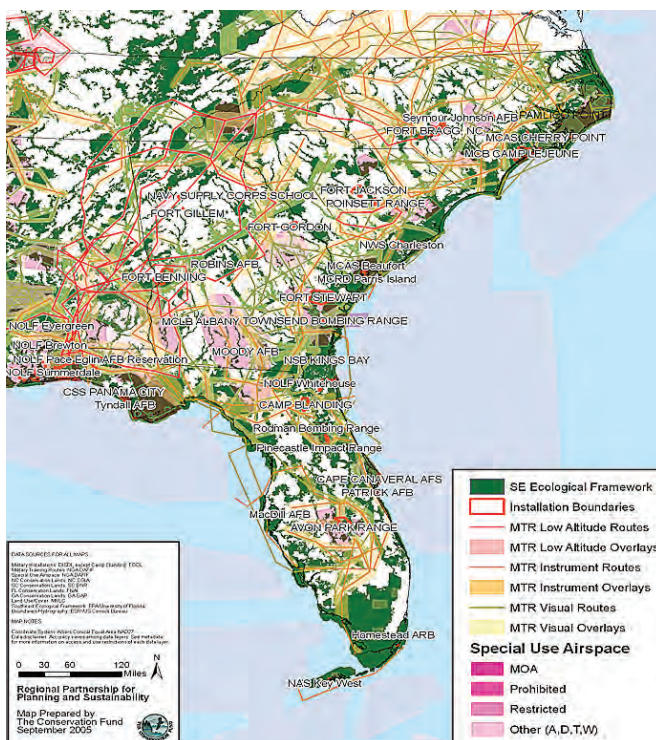 Seymour Johnson AFB
PAMLICO POINT
FORT BRAGG, NC
MCAS CHERRY POINT
MCB CAMP LEJEUNE
NAVY SUPPLY CORPS SCHOOL
FORT JACKSON
FORT GILLEM
POINSETT RANGE
FORT GORDON
NWS Charleston
ROBINS AFB
MCAS Beaufort
FORT BENNING
MCRD Parris Island
FORT STEWART
NOLF Evergreen
MCLB ALBANY
TOWNSEND BOMBING RANGE
NOLF Brewton
MOODY AFB
NOLF Pace
Eglin AFB Reservation
NSB KINGS BAY
NOLF Summerdale
NOLF Whitehouse
CSS PANAMA CITY
Tyndall AFB
CAMP BLANDING
Rodman Bombing Range
Pinecastle Impact Range
CAPE CANAVERAL AFS
PATRICK AFB
MacDill AFB
AVON PARK RANGE
Homestead ARB
NAS Key West
DATA SOURCES FOR ALL MAPS
MAP NOTES
0 30 60 120
Miles
N
Regional Partnership for
Planning and Sustainability
Map Prepared by
The Conservation Fund
September 2005
SE Ecological Framework
Installation Boundaries
MTR Low Altitude Routes
MTR Low Altitude Overlays
MTR Instrument Routes
MTR Instrument Overlays
MTR Visual Routes
MTR Visual Overlays
Special Use Airspace
MOA
Prohibited
Restricted
Other (A,D,T,W)